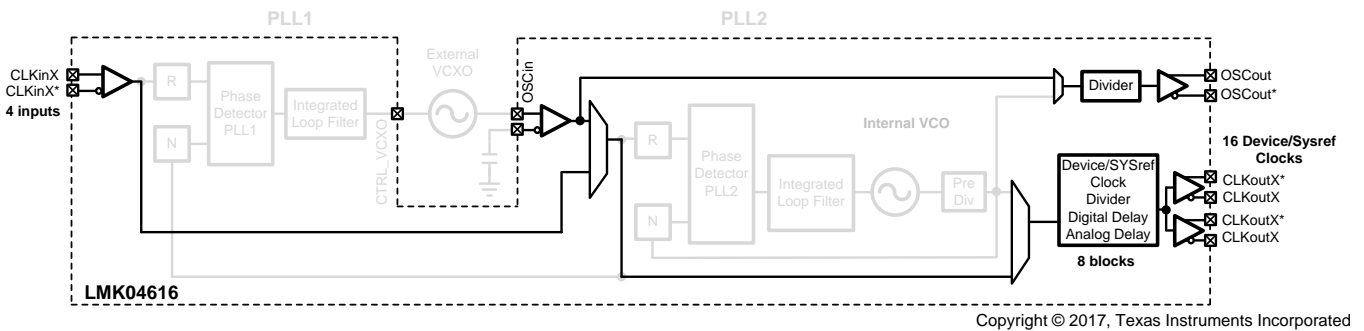 PLL1
PLL2
CLKinX
CLKinX*
4 inputs
R
N
Phase
Detector
PLL1
Integrated
Loop Filter
CTRL_VCXO
External
VCXO
OSCin
R
N
Phase
Detector
PLL2
Integrated
Loop Filter
Internal VCO
Pre
Div
Divider
OSCout
OSCout*
16 Device/Sysref
Clocks
Device/SYSref
Clock
Divider
Digital Delay
Analog Delay
8 blocks
CLKoutX*
CLKoutX
CLKoutX*
CLKoutX
LMK04616
Copyright © 2017, Texas Instruments Incorporated